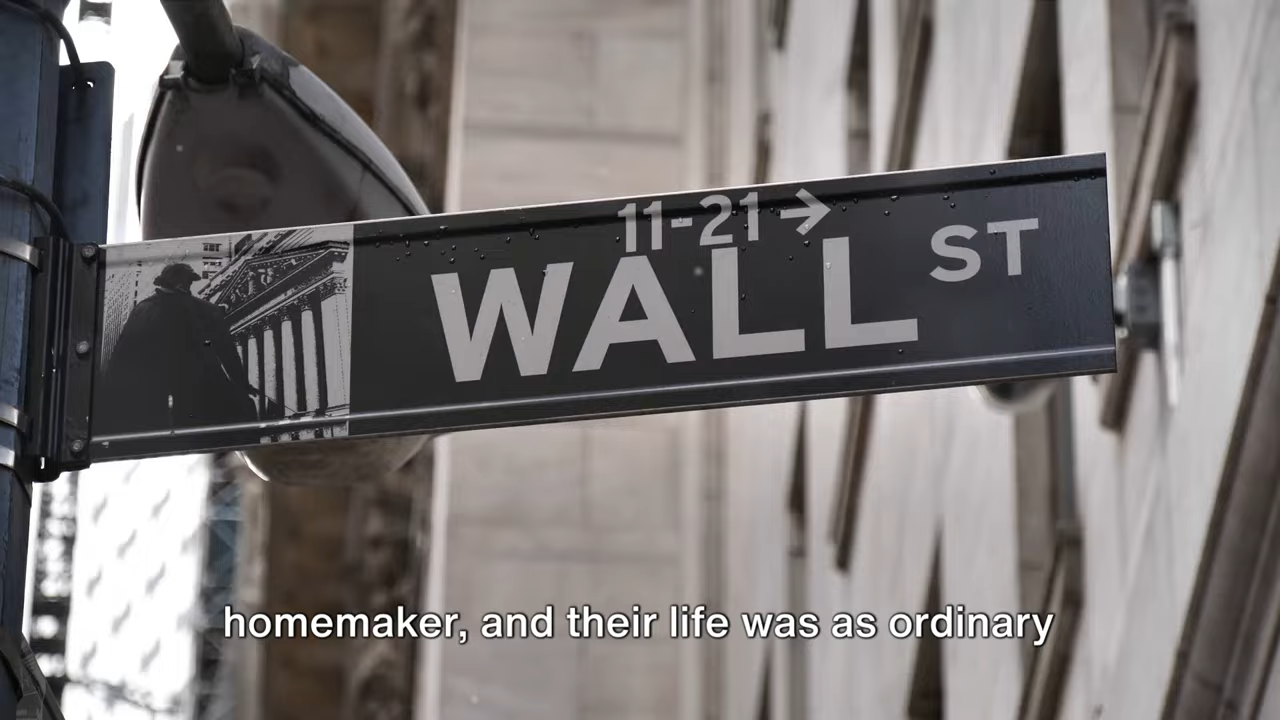 11-21 →
WALL ST
homemaker, and their life was as ordinary